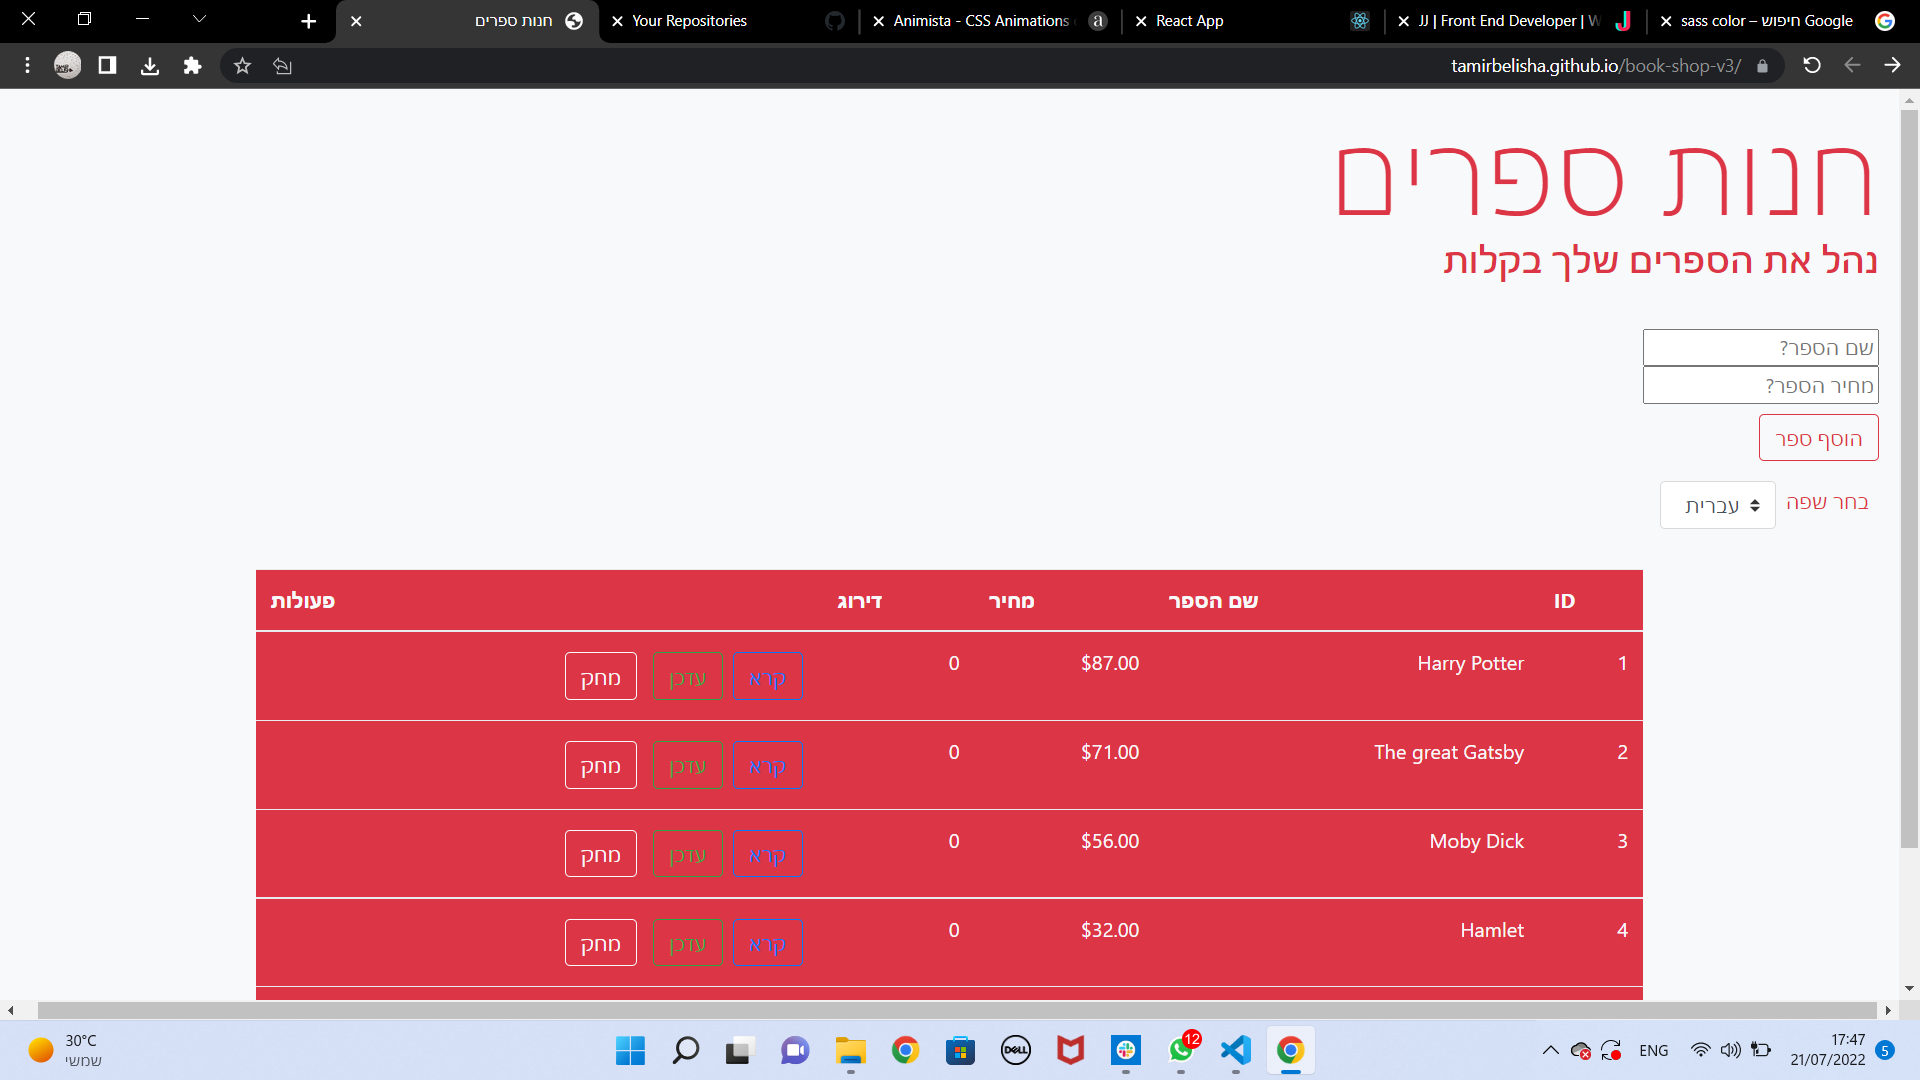 חנות ספרים
Your Repositories
Animista - CSS Animations
React App
JJ | Front End Developer | W
sass color – חיפוש Google
tamirbelisha.github.io/book-shop-v3/
חנות ספרים
נהל את הספרים שלך בקלות
שם הספר?
מחיר הספר?
הוסף ספר
בחר שפה
עברית
ID שם הספר מחיר דירוג פעולות
1 Harry Potter $87.00 0 קרא עדכן מחק
2 The great Gatsby $71.00 0 קרא עדכן מחק
3 Moby Dick $56.00 0 קרא עדכן מחק
4 Hamlet $32.00 0 קרא עדכן מחק
30°C
שמשי
DELL
12
ENG
17:47
21/07/2022
5